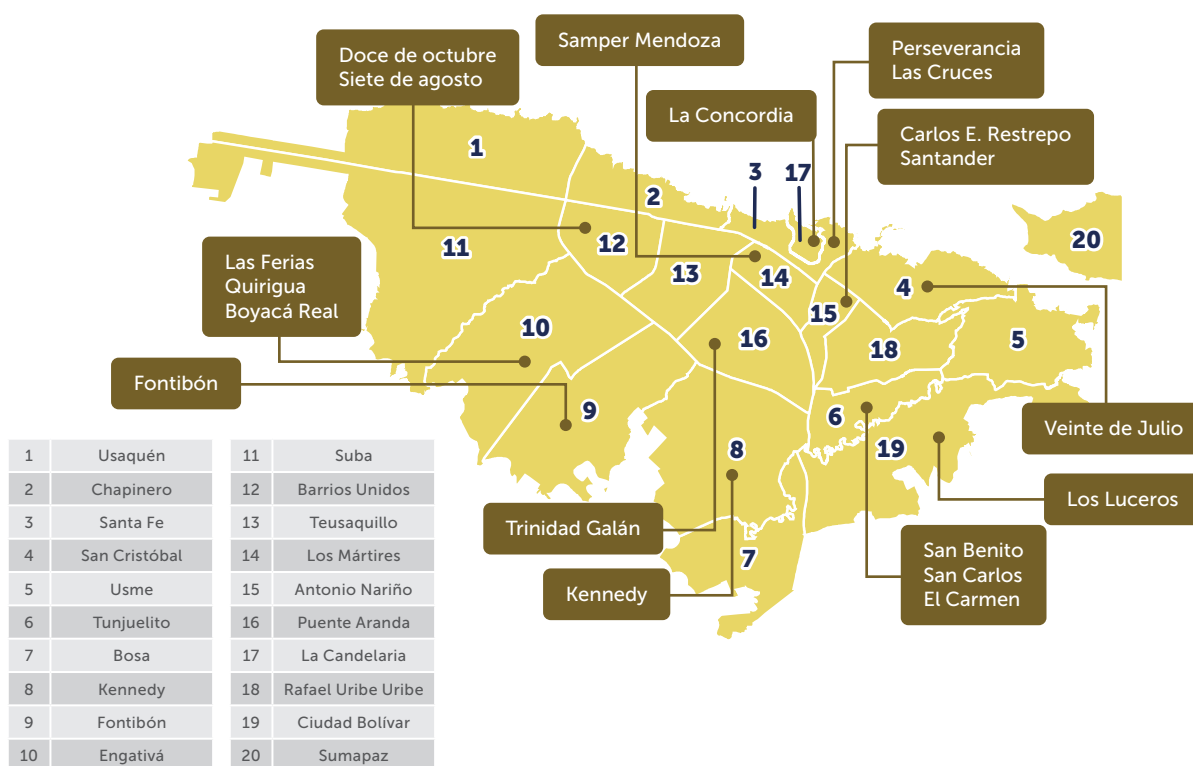 Samper Mendoza
Perseverancia
Las Cruces
Doce de octubre
Siete de agosto
La Concordia
Carlos E. Restrepo
Santander
1
2
3
17
20
11
12
13
14
4
Las Ferias
Quirigua
Boyacá Real
10
15
16
18
5
Fontibón
9
6
8
19
Veinte de Julio
Los Luceros
Trinidad Galán
7
Kennedy
San Benito
San Carlos
El Carmen
1 Usaquén
2 Chapinero
3 Santa Fe
4 San Cristóbal
5 Usme
6 Tunjuelito
7 Bosa
8 Kennedy
9 Fontibón
10 Engativá
11 Suba
12 Barrios Unidos
13 Teusaquillo
14 Los Mártires
15 Antonio Nariño
16 Puente Aranda
17 La Candelaria
18 Rafael Uribe Uribe
19 Ciudad Bolívar
20 Sumapaz